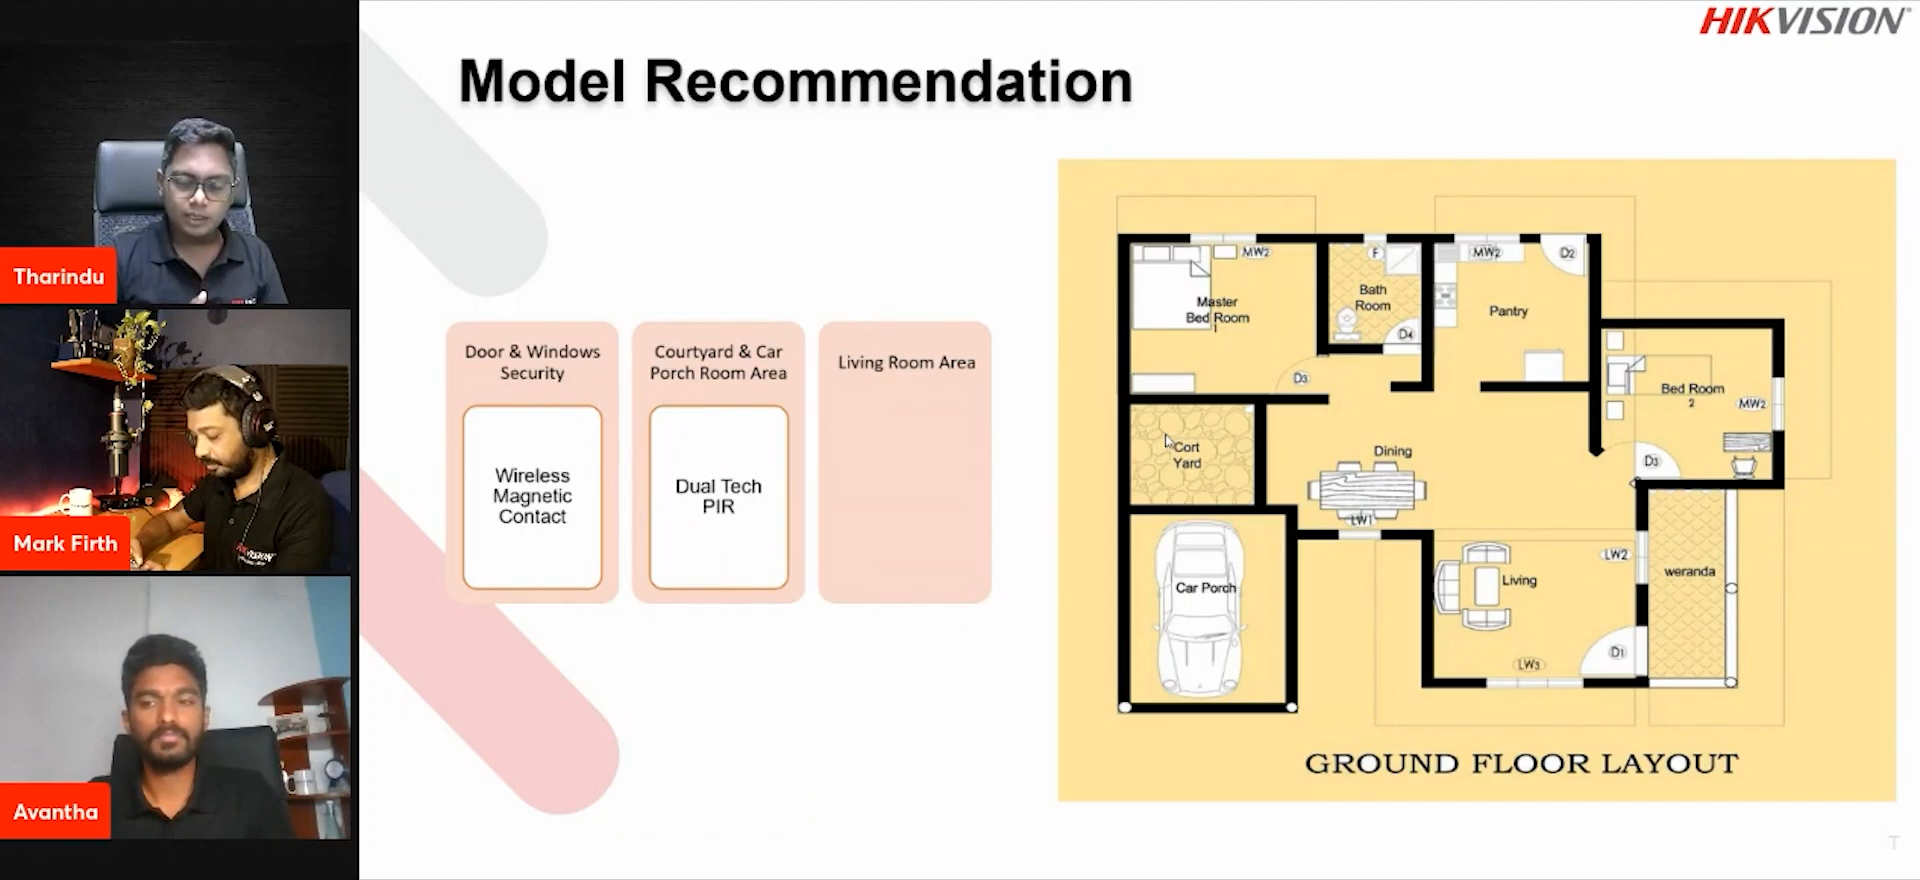 HIKVISION
Model Recommendation
Tharindu
Mark Firth
Avantha
Door & Windows
Security
Wireless
Magnetic
Contact
Courtyard & Car
Porch Room Area
Dual Tech
PIR
Living Room Area
MW2
Master
Bed Room
1
D3
F
Bath
Room
D4
MW2
D2
Pantry
Bed Room
2
MW2
D3
Cort
Yard
Dining
LW1
Car Porch
Living
LW2
LW3
D1
weranda
GROUND FLOOR LAYOUT
T